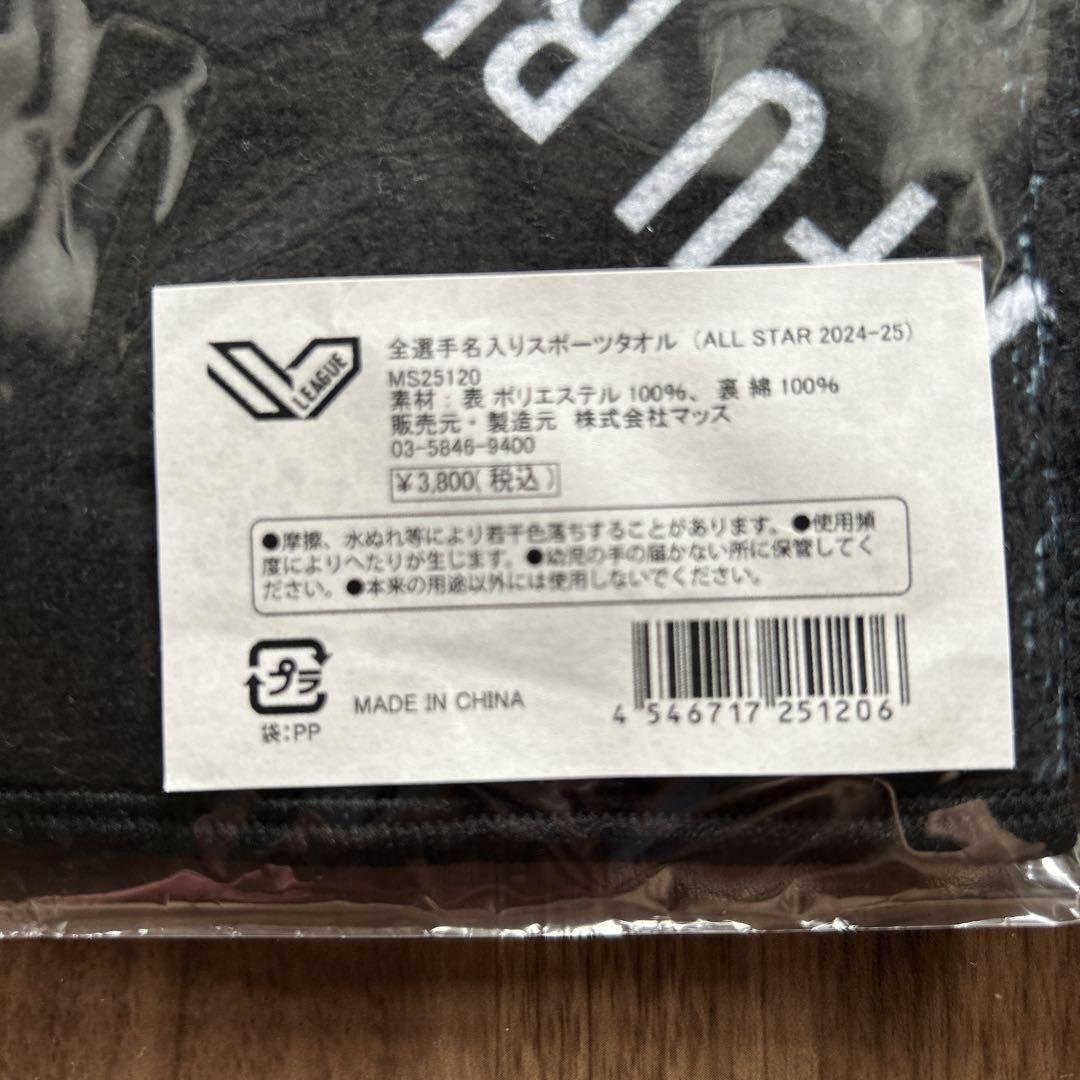 RI
FU
V LEAGUE
全選手名入りスポーツタオル（ALL STAR 2024-25）
MS25120
素材：表 ポリエステル 100%、裏 綿 100%
販売元・製造元 株式会社マッス
03-5846-9400
￥3,800(税込)
●摩擦、水ぬれ等により若干色落ちすることがあります。●使用頻
度によりへたりが生じます。●幼児の手の届かない所に保管してく
ださい。●本来の用途以外には使用しないでください。
プラ
袋：PP
MADE IN CHINA
4 546717 251206